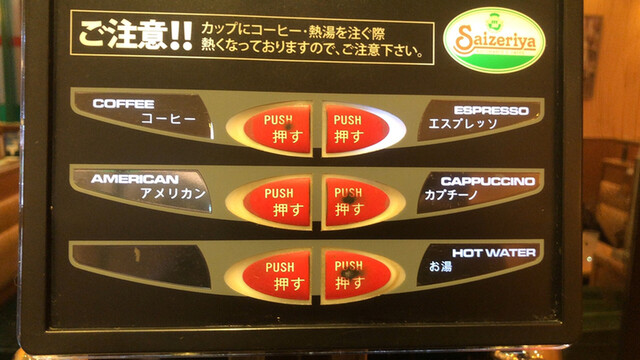 ご注意!!
カップにコーヒー・熱湯を注ぐ際
熱くなっておりますので、ご注意下さい。
Saizeriya
COFFEE
コーヒー
PUSH
押す
PUSH
押す
ESPRESSO
エスプレッソ
AMERICAN
アメリカン
PUSH
押す
PUSH
押す
CAPPUCCINO
カプチーノ
PUSH
押す
PUSH
押す
HOT WATER
お湯